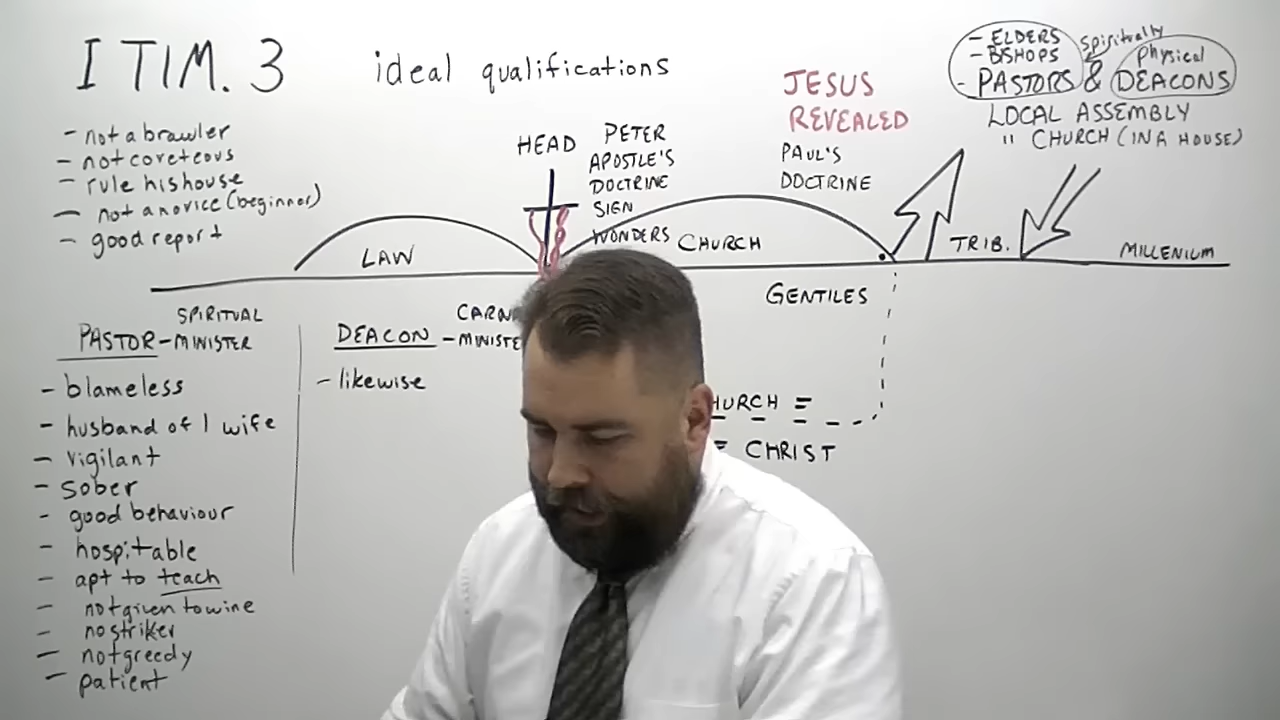 I TIM. 3 ideal qualifications
- not a brawler
- not coveteous
- rule his house
- not a novice (beginner)
- good report
HEAD
PETER
APOSTLE'S
DOCTRINE
SIGN
WONDERS
JESUS
REVEALED
PAUL'S
DOCTRINE
- ELDERS
- BISHOPS
- PASTORS & DEACONS
spiritually
physical
LOCAL ASSEMBLY
" CHURCH (IN A HOUSE)
LAW
CHURCH
TRIB.
MILLENIUM
GENTILES
SPIRITUAL
PASTOR - MINISTER
- blameless
- husband of 1 wife
- vigilant
- sober
- good behaviour
- hospitable
- apt to teach
- not given to wine
- no striker
- not greedy
- patient
DEACON -
- likewise
=
= CHRIST